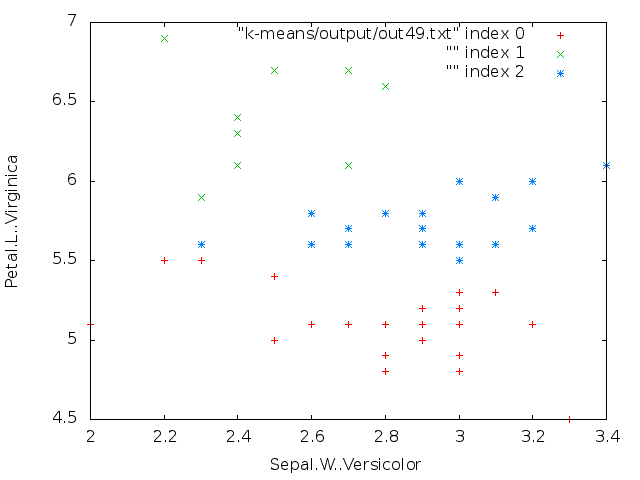 7
6.5
6
5.5
5
4.5
Petal.L..Virginica
"k-means/output/out49.txt" index 0
"" index 1
"" index 2
2 2.2 2.4 2.6 2.8 3 3.2 3.4
Sepal.W..Versicolor